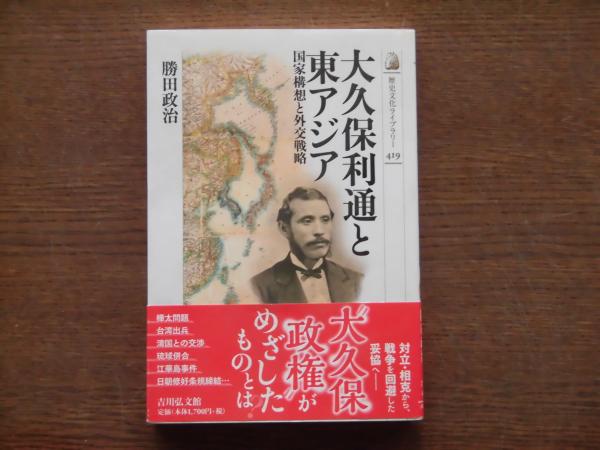 大久保利通と
東アジア
国家構想と外交戦略
勝田政治
歴史文化ライブラリー
419
対立・相克から、
戦争を回避した
妥協へ――
“大久保
政権”が
めざした
ものとは?
樺太問題
台湾出兵
清国との交渉
琉球併合
江華島事件
日朝修好条規締結…
吉川弘文館
定価(本体1,700円+税)